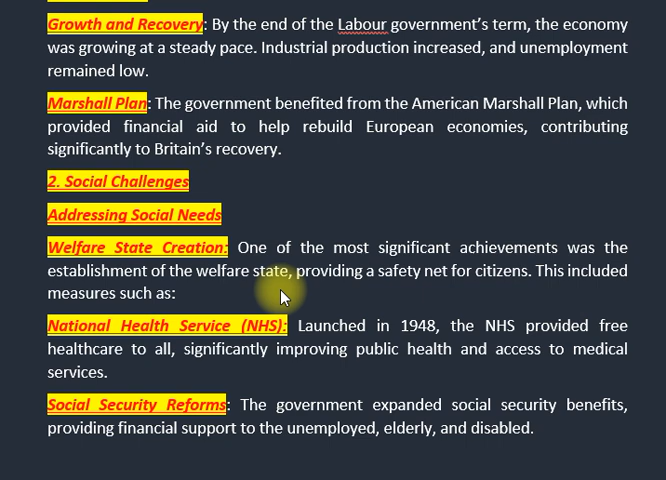 Growth and Recovery: By the end of the Labour government's term, the economy
was growing at a steady pace. Industrial production increased, and unemployment
remained low.
Marshall Plan: The government benefited from the American Marshall Plan, which
provided financial aid to help rebuild European economies, contributing
significantly to Britain's recovery.
2. Social Challenges
Addressing Social Needs
Welfare State Creation: One of the most significant achievements was the
establishment of the welfare state, providing a safety net for citizens. This included
measures such as:
National Health Service (NHS): Launched in 1948, the NHS provided free
healthcare to all, significantly improving public health and access to medical
services.
Social Security Reforms: The government expanded social security benefits,
providing financial support to the unemployed, elderly, and disabled.